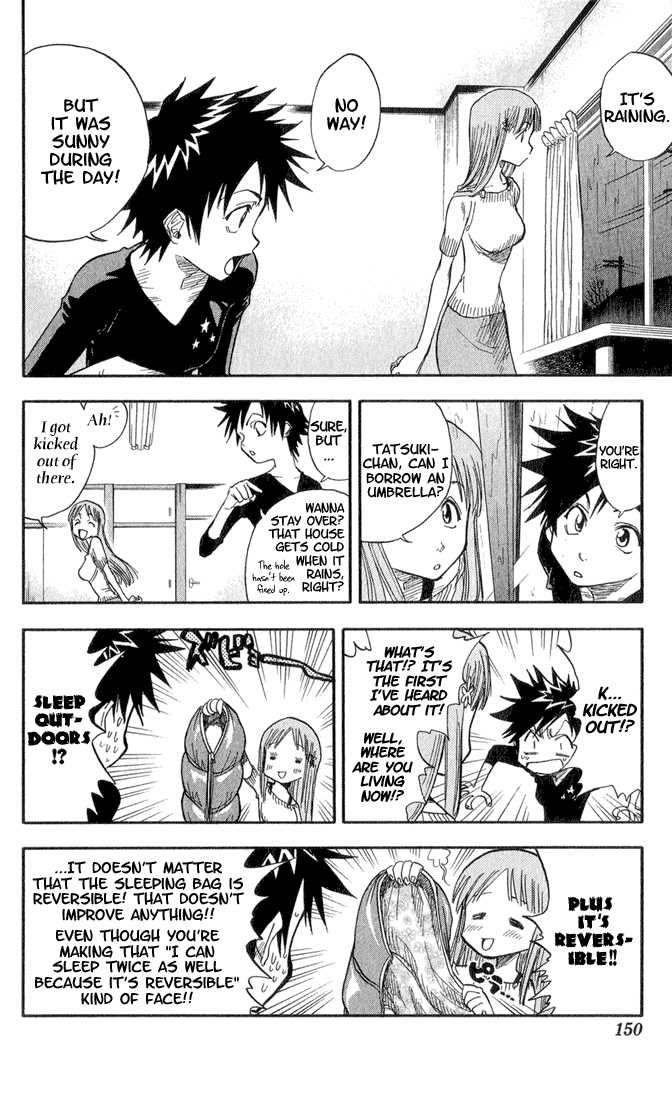 IT'S
RAINING.
NO
WAY!
BUT
IT WAS
SUNNY
DURING
THE DAY!
YOU'RE
RIGHT.
TATSUKI-
CHAN, CAN I
BORROW AN
UMBRELLA?
SURE,
BUT
...
WANNA
STAY OVER?
THAT HOUSE
GETS COLD
WHEN IT
RAINS,
RIGHT?
The hole
hasn't been
fixed up.
Ah!
I got
kicked
out of
there.
K...
KICKED
OUT!?
WHAT'S
THAT!? IT'S
THE FIRST
I'VE HEARD
ABOUT IT!
WELL,
WHERE
ARE YOU
LIVING
NOW!?
ズビ
SLEEP
OUT-
DOORS
!?
PLUS
IT'S
REVERS-
IBLE!!
ピラ
...IT DOESN'T MATTER
THAT THE SLEEPING BAG IS
REVERSIBLE! THAT DOESN'T
IMPROVE ANYTHING!!
EVEN THOUGH YOU'RE
MAKING THAT "I CAN
SLEEP TWICE AS WELL
BECAUSE IT'S REVERSIBLE"
KIND OF FACE!!
150